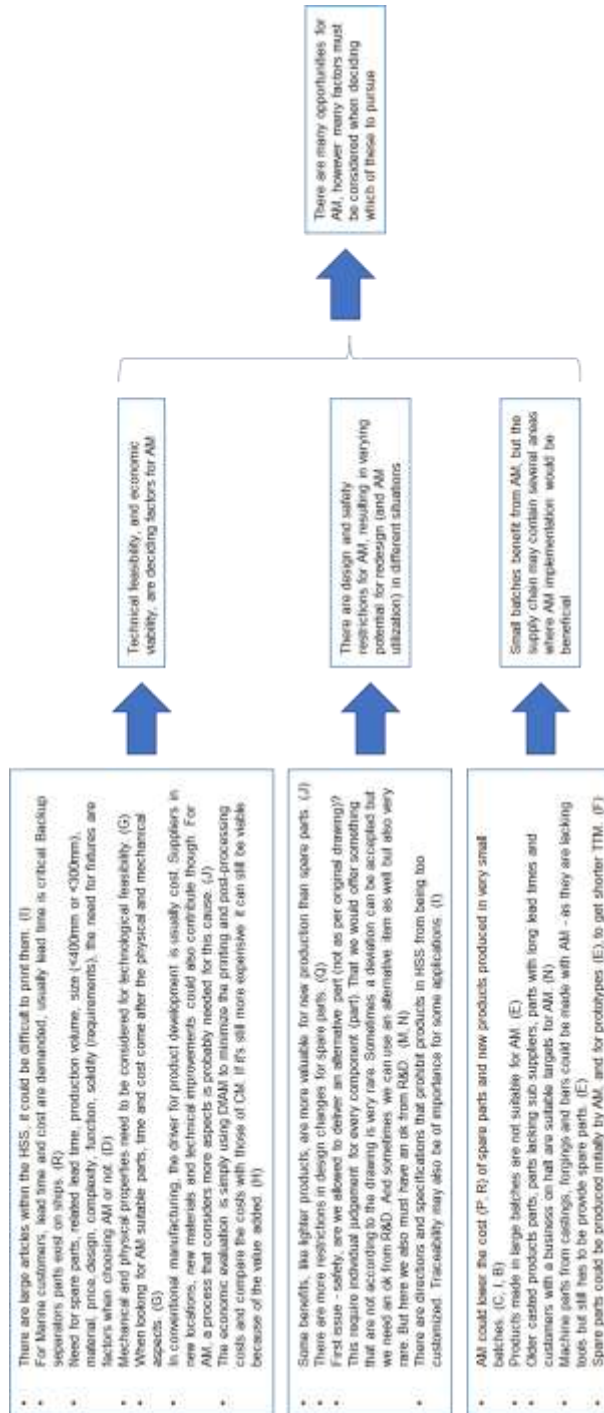 • There are large articles within the HSS, it could be difficult to print them. (I)
• For Marine customers, lead time and cost are demanded, usually lead time is critical. Backup
separators parts exist on ships. (R)
• Need for spare parts, related lead time, production volume, size (<400mm or <300mm),
material, price, design, complexity, function, solidity (requirements), the need for fixtures are
factors when choosing AM or not. (D)
• Mechanical and physical properties need to be considered for technological feasibility. (G)
• When looking for AM suitable parts, time and cost come after the physical and mechanical
aspects. (G)
• In conventional manufacturing, the driver for product development is usually cost. Suppliers in
new locations, new materials and technical improvements could also contribute though. For
AM, a process that considers more aspects is probably needed for this cause. (J)
• The economic evaluation is simply using DfAM to minimize the printing and post-processing
costs and compare the costs with those of CM. If it's still more expensive it can still be viable
because of the value added. (H)
Technical feasibility, and economic
viability, are deciding factors for AM
• Some benefits, like lighter products, are more valuable for new production than spare parts. (J)
• There are more restrictions in design changes for spare parts. (Q)
• First issue - safety, are we allowed to deliver an alternative part (not as per original drawing)?
This require individual judgement for every component (part). That we would offer something
that are not according to the drawing is very rare. Sometimes a deviation can be accepted but
we need an ok from R&D. And sometimes we can use an alternative item as well but also very
rare. But here we also must have an ok from R&D. (M, N)
• There are directions and specifications that prohibit products in HSS from being too
customized. Traceability may also be of importance for some applications. (I)
There are design and safety
restrictions for AM, resulting in varying
potential for redesign (and AM
utilization) in different situations
• AM could lower the cost (P, R) of spare parts and new products produced in very small
batches. (C, I, B)
• Products made in large batches are not suitable for AM. (E)
• Older casted products parts, parts lacking sub suppliers, parts with long lead times and
customers with a business on halt are suitable targets for AM. (N)
• Machine parts from castings, forgings and bars could be made with AM - as they are lacking
tools but still has to be provide spare parts. (E)
• Spare parts could be produced initially by AM, and for prototypes (E), to get shorter TTM. (F)
Small batches benefit from AM, but the
supply chain may contain several areas
where AM implementation would be
beneficial
There are many opportunities for
AM, however many factors must
be considered when deciding
which of these to pursue